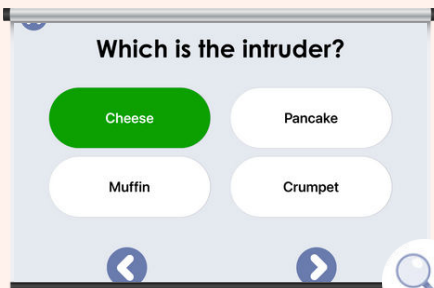 Which is the intruder?
Cheese
Pancake
Muffin
Crumpet